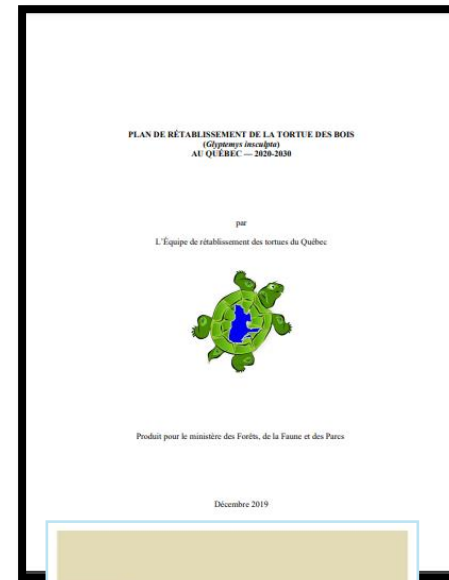 PLAN DE RÉTABLISSEMENT DE LA TORTUE DES BOIS
(Glyptemys insculpta)
AU QUÉBEC — 2020-2030
par
L'Équipe de rétablissement des tortues du Québec
Produit pour le ministère des Forêts, de la Faune et des Parcs
Décembre 2019